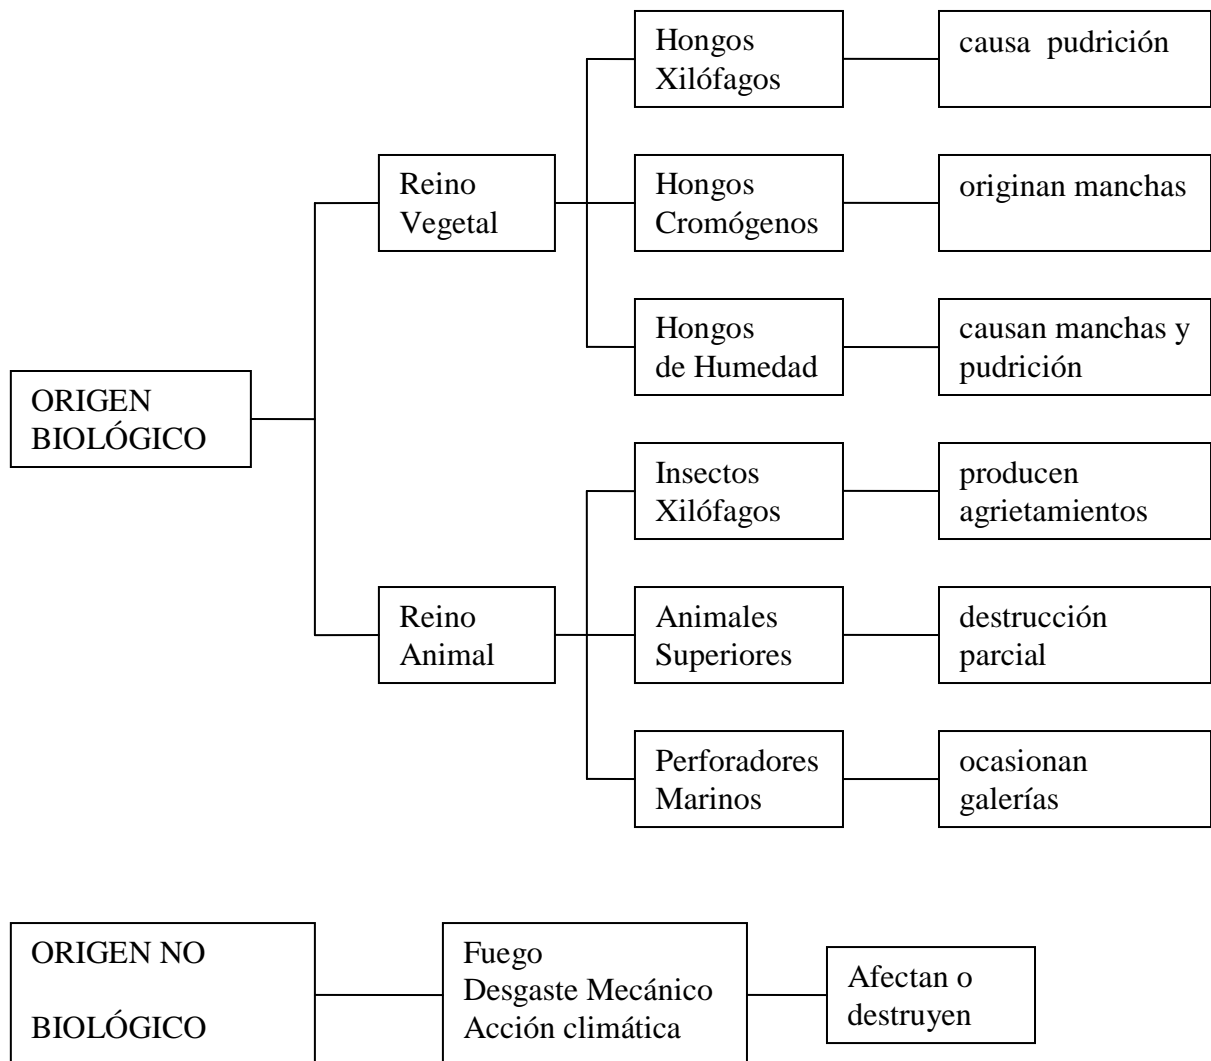 Hongos
Xilófagos
causa  pudrición
Reino
Vegetal
Hongos
Cromógenos
originan manchas
Hongos
de Humedad
causan manchas y
pudrición
ORIGEN
BIOLÓGICO
Insectos
Xilófagos
producen
agrietamientos
Reino
Animal
Animales
Superiores
destrucción
parcial
Perforadores
Marinos
ocasionan
galerías
ORIGEN NO
BIOLÓGICO
Fuego
Desgaste Mecánico
Acción climática
Afectan o
destruyen